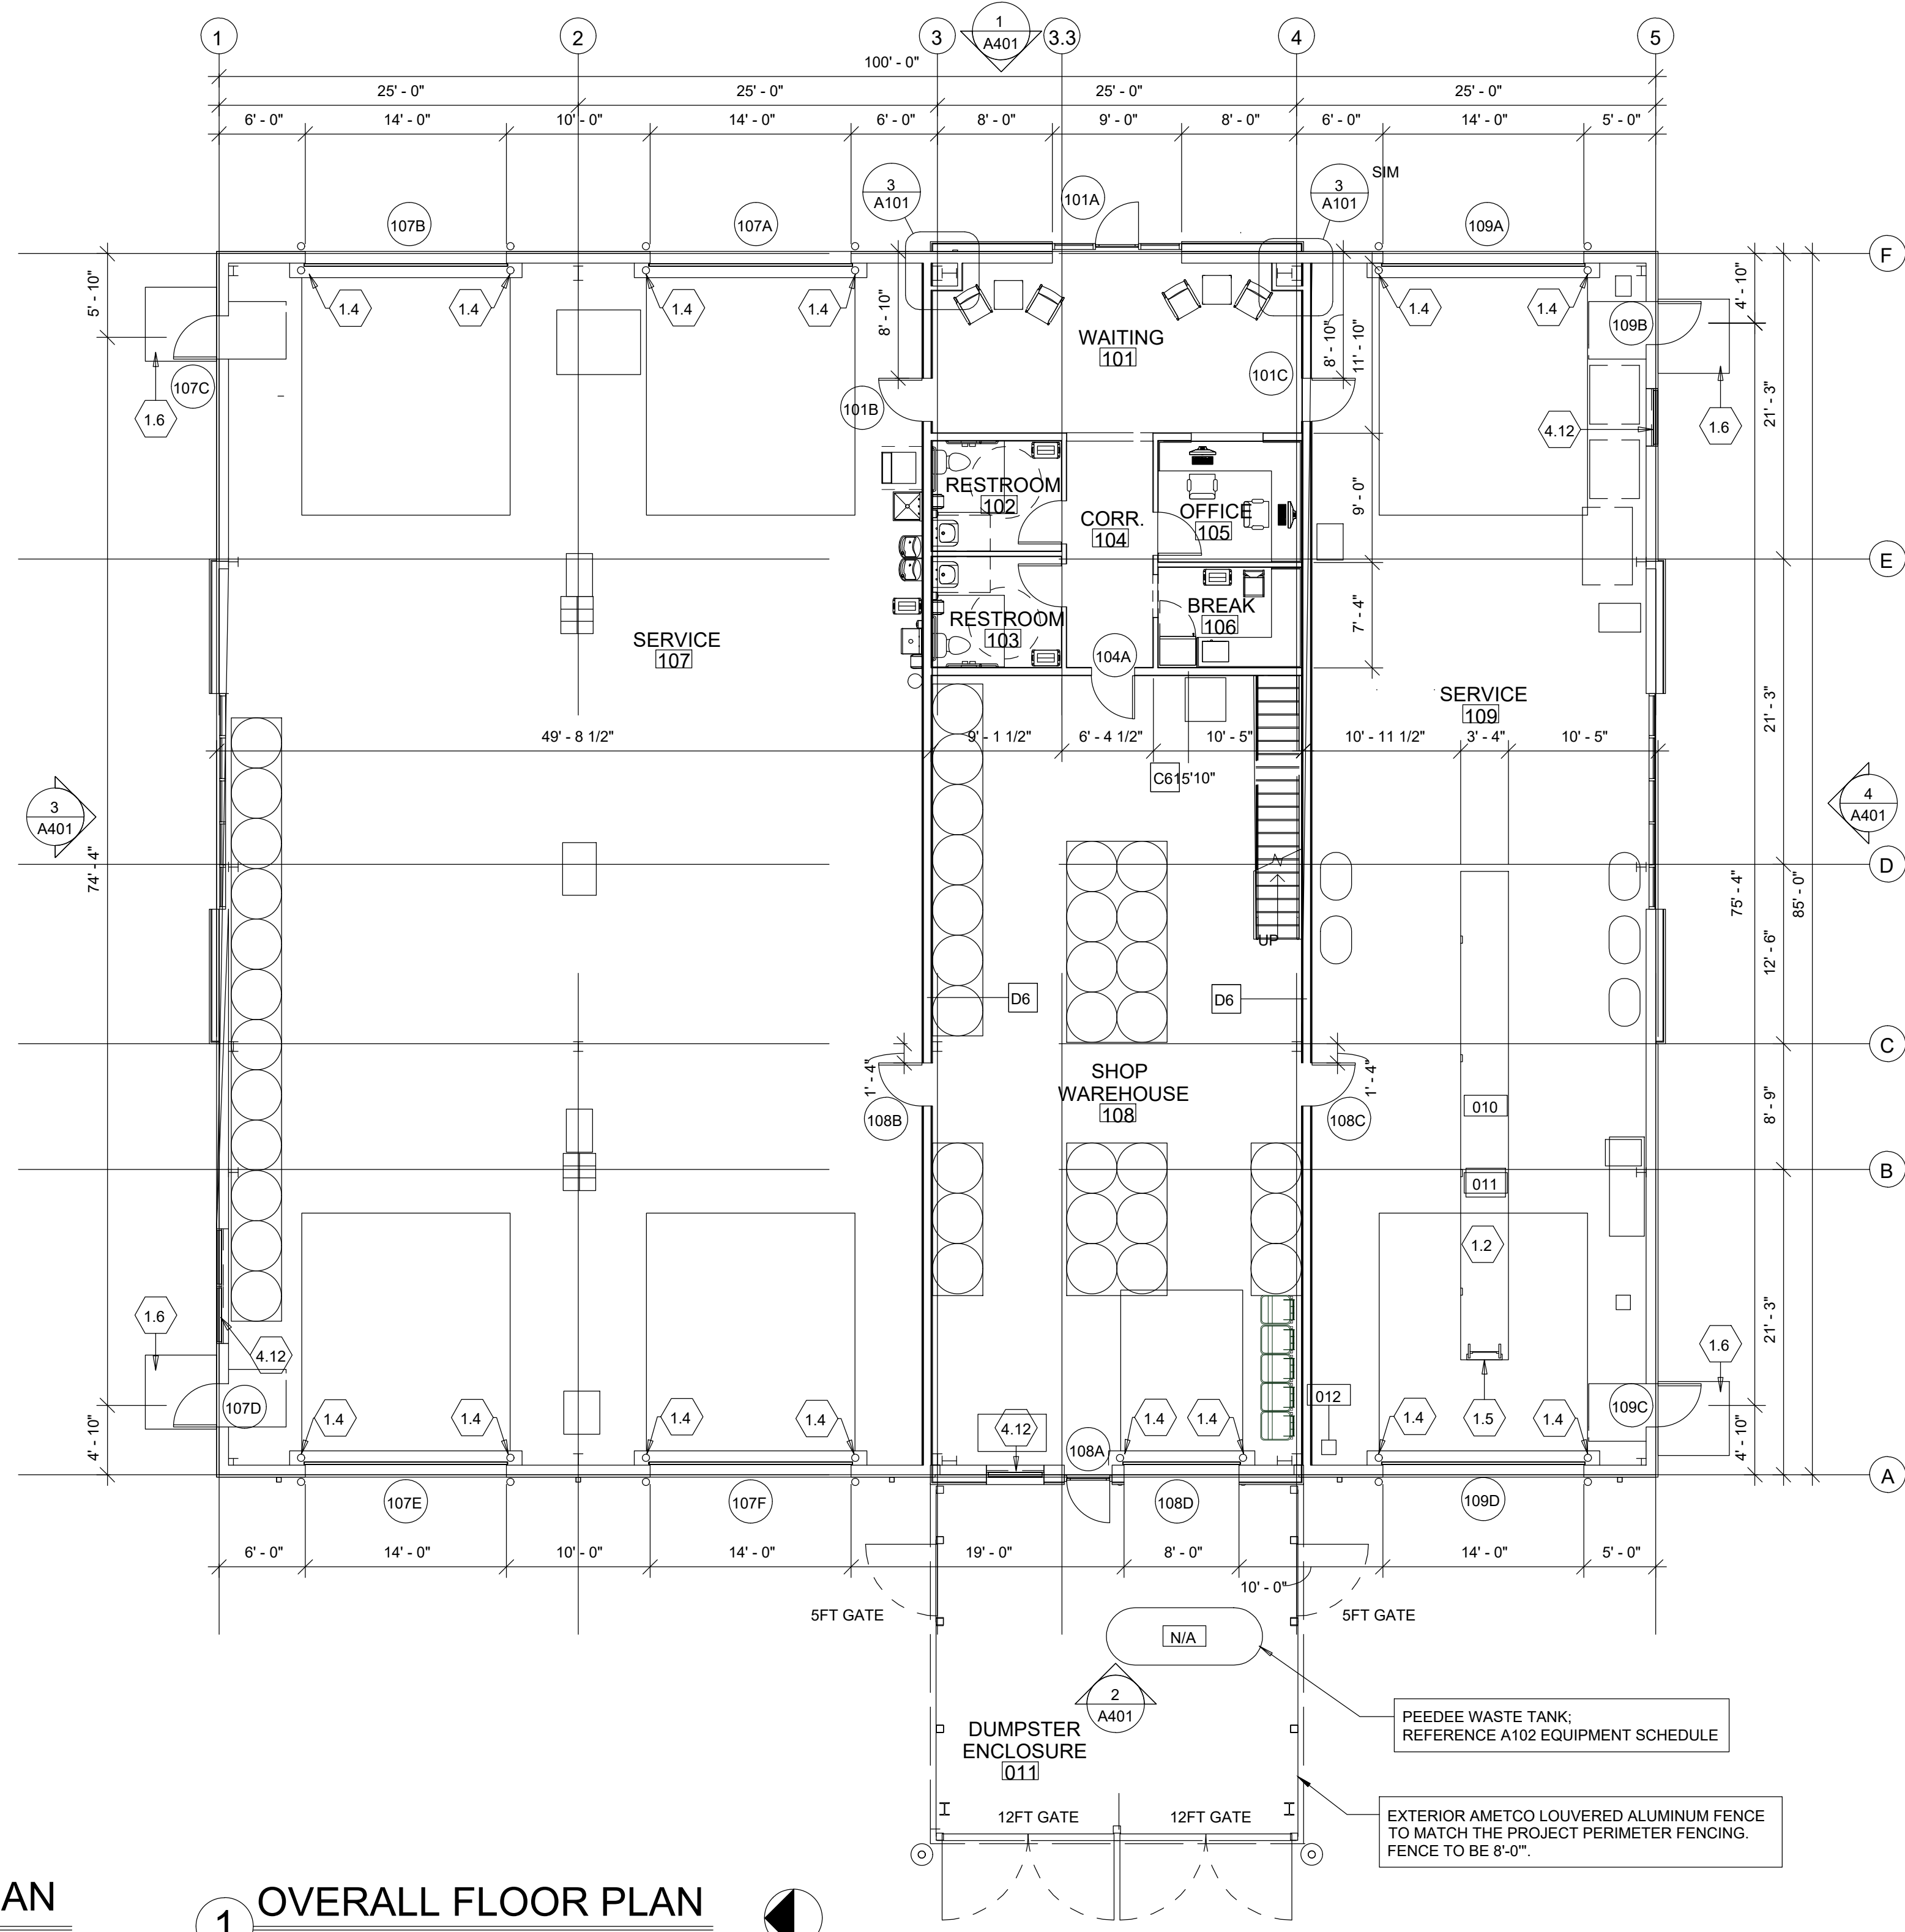 1
2
3
1
A401
3.3
4
5
100' - 0"
25' - 0"
25' - 0"
25' - 0"
25' - 0"
6' - 0"
14' - 0"
10' - 0"
14' - 0"
6' - 0"
8' - 0"
9' - 0"
8' - 0"
6' - 0"
14' - 0"
5' - 0"
3
A101
101A
3
A101
SIM
107B
107A
109A
F
5' - 10"
1.4
1.4
1.4
1.4
8' - 10"
WAITING
101
8' - 10"
11' - 10"
1.4
1.4
109B
4' - 10"
107C
1.6
101B
101C
4.12
1.6
21' - 3"
RESTROOM
102
CORR.
104
OFFICE
105
9' - 0"
E
RESTROOM
103
BREAK
106
7' - 4"
SERVICE
107
104A
SERVICE
109
21' - 3"
49' - 8 1/2"
9' - 1 1/2"
6' - 4 1/2"
10' - 5"
10' - 11 1/2"
3' - 4"
10' - 5"
C6
15'10"
3
A401
4
A401
74' - 4"
D
75' - 4"
85' - 0"
UP
12' - 6"
D6
D6
C
1' - 4"
SHOP
WAREHOUSE
108
1' - 4"
108B
108C
010
8' - 9"
B
011
1.2
1.6
4.12
21' - 3"
1.6
107D
1.4
1.4
1.4
1.4
4.12
108A
1.4
1.4
012
1.4
1.5
1.4
109C
4' - 10"
4' - 10"
A
107E
107F
108D
109D
6' - 0"
14' - 0"
10' - 0"
14' - 0"
19' - 0"
8' - 0"
10' - 0"
14' - 0"
5' - 0"
5FT GATE
5FT GATE
N/A
2
A401
PEEDEE WASTE TANK;
REFERENCE A102 EQUIPMENT SCHEDULE
DUMPSTER
ENCLOSURE
011
12FT GATE
12FT GATE
EXTERIOR AMETCO LOUVERED ALUMINUM FENCE
TO MATCH THE PROJECT PERIMETER FENCING.
FENCE TO BE 8'-0'".
AN
1
OVERALL FLOOR PLAN